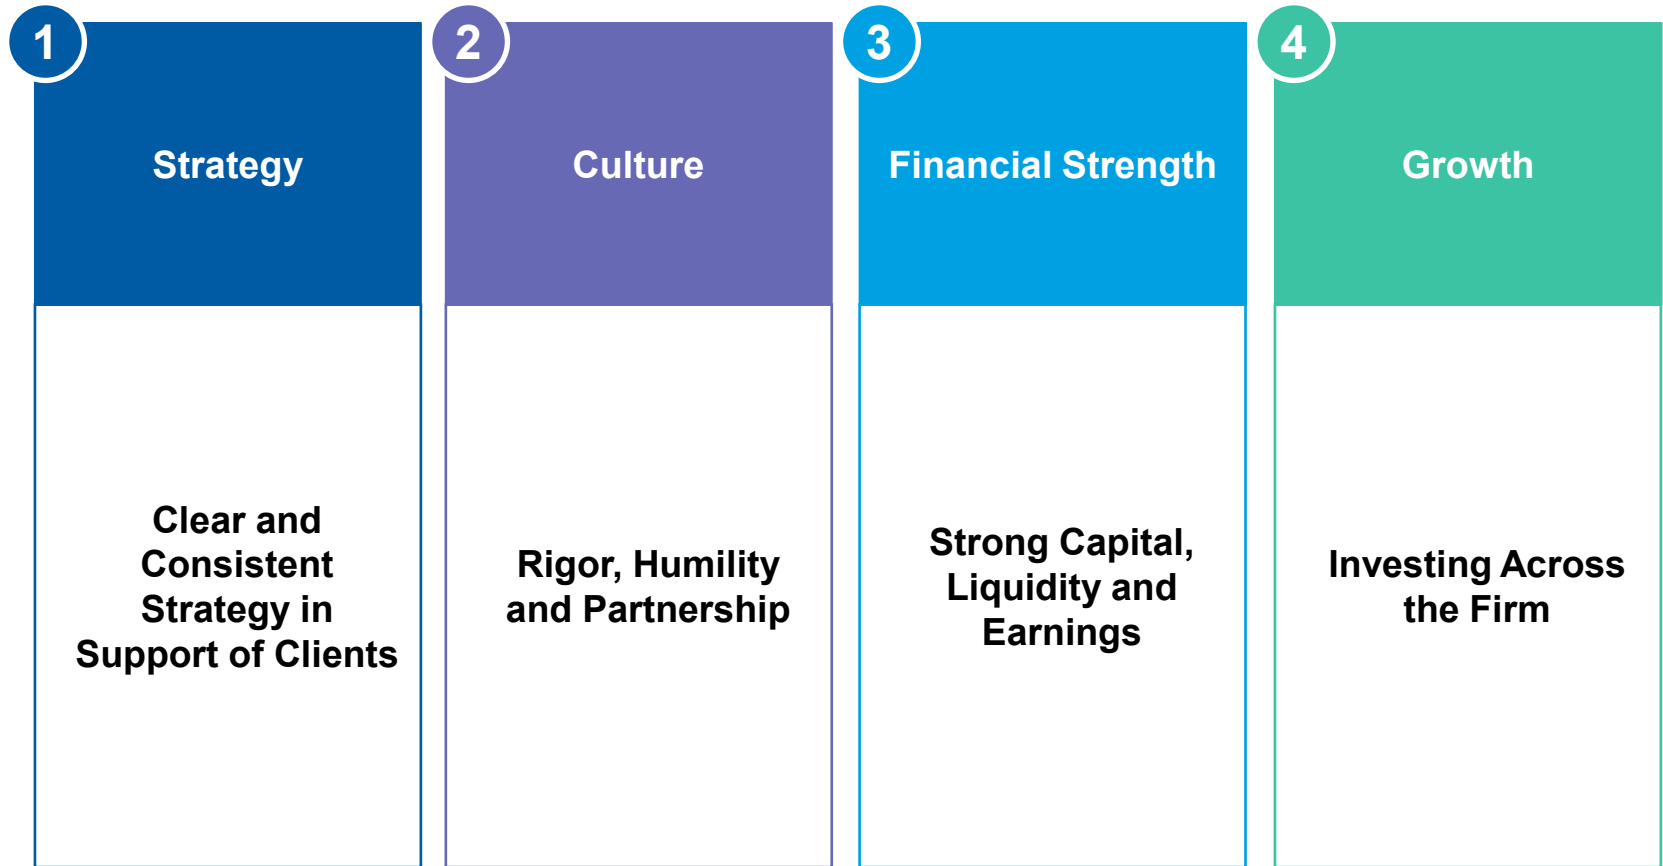 1
Strategy
Clear and
Consistent
Strategy in
Support of Clients
2
Culture
Rigor, Humility
and Partnership
3
Financial Strength
Strong Capital,
Liquidity and
Earnings
4
Growth
Investing Across
the Firm